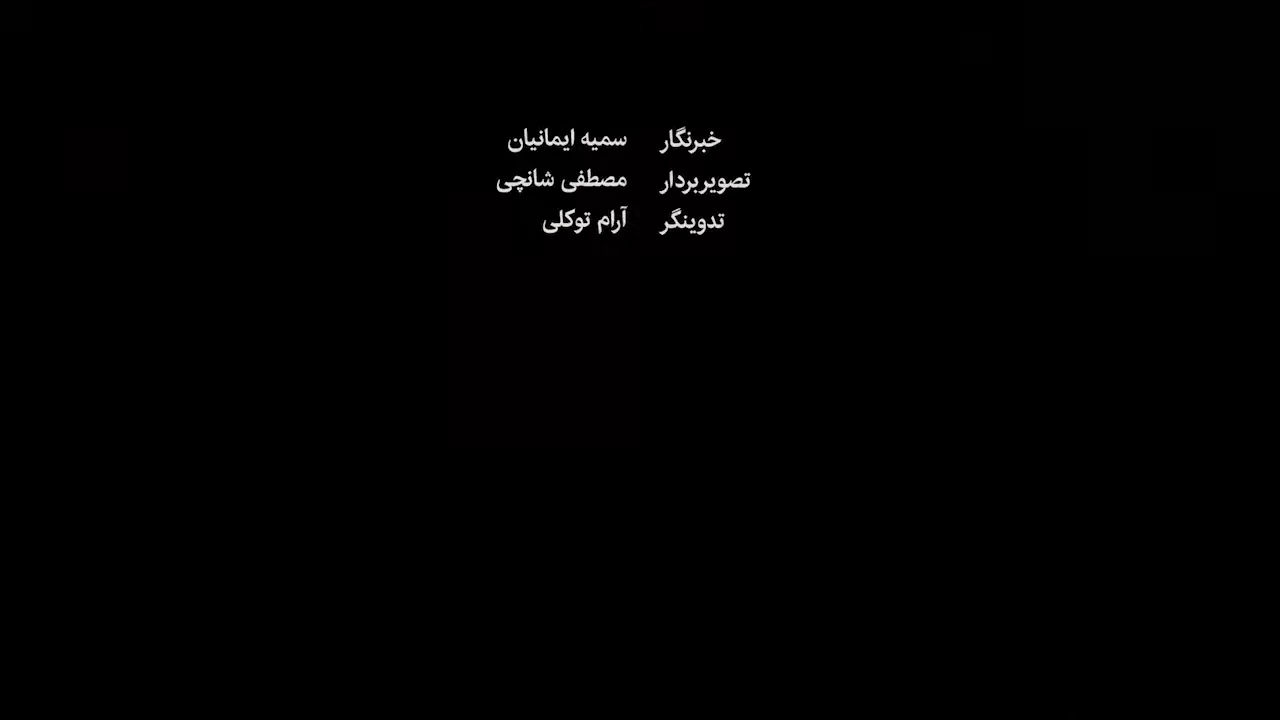 خبرنگار سمیه ایمانیان
تصویربردار مصطفی شانچی
تدوینگر آرام توکلی